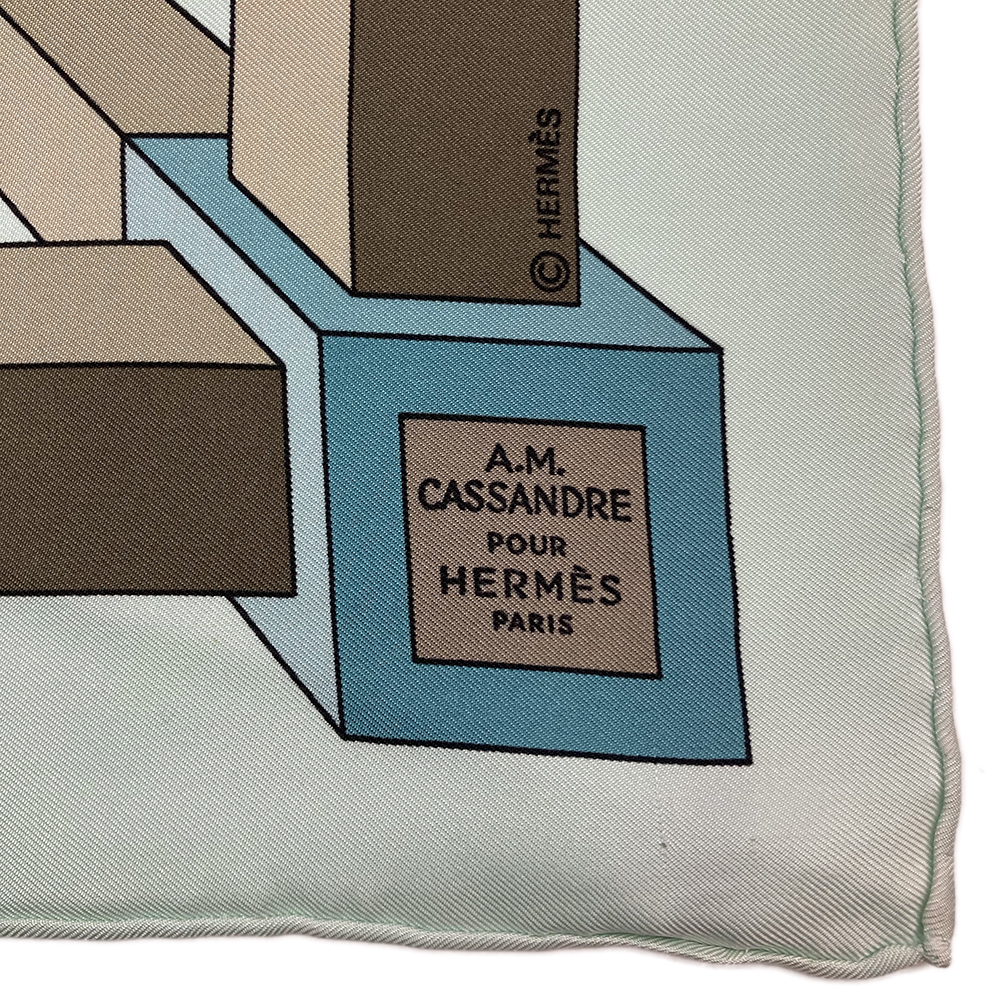 © HERMÈS
A.M.
CASSANDRE
POUR
HERMÈS
PARIS